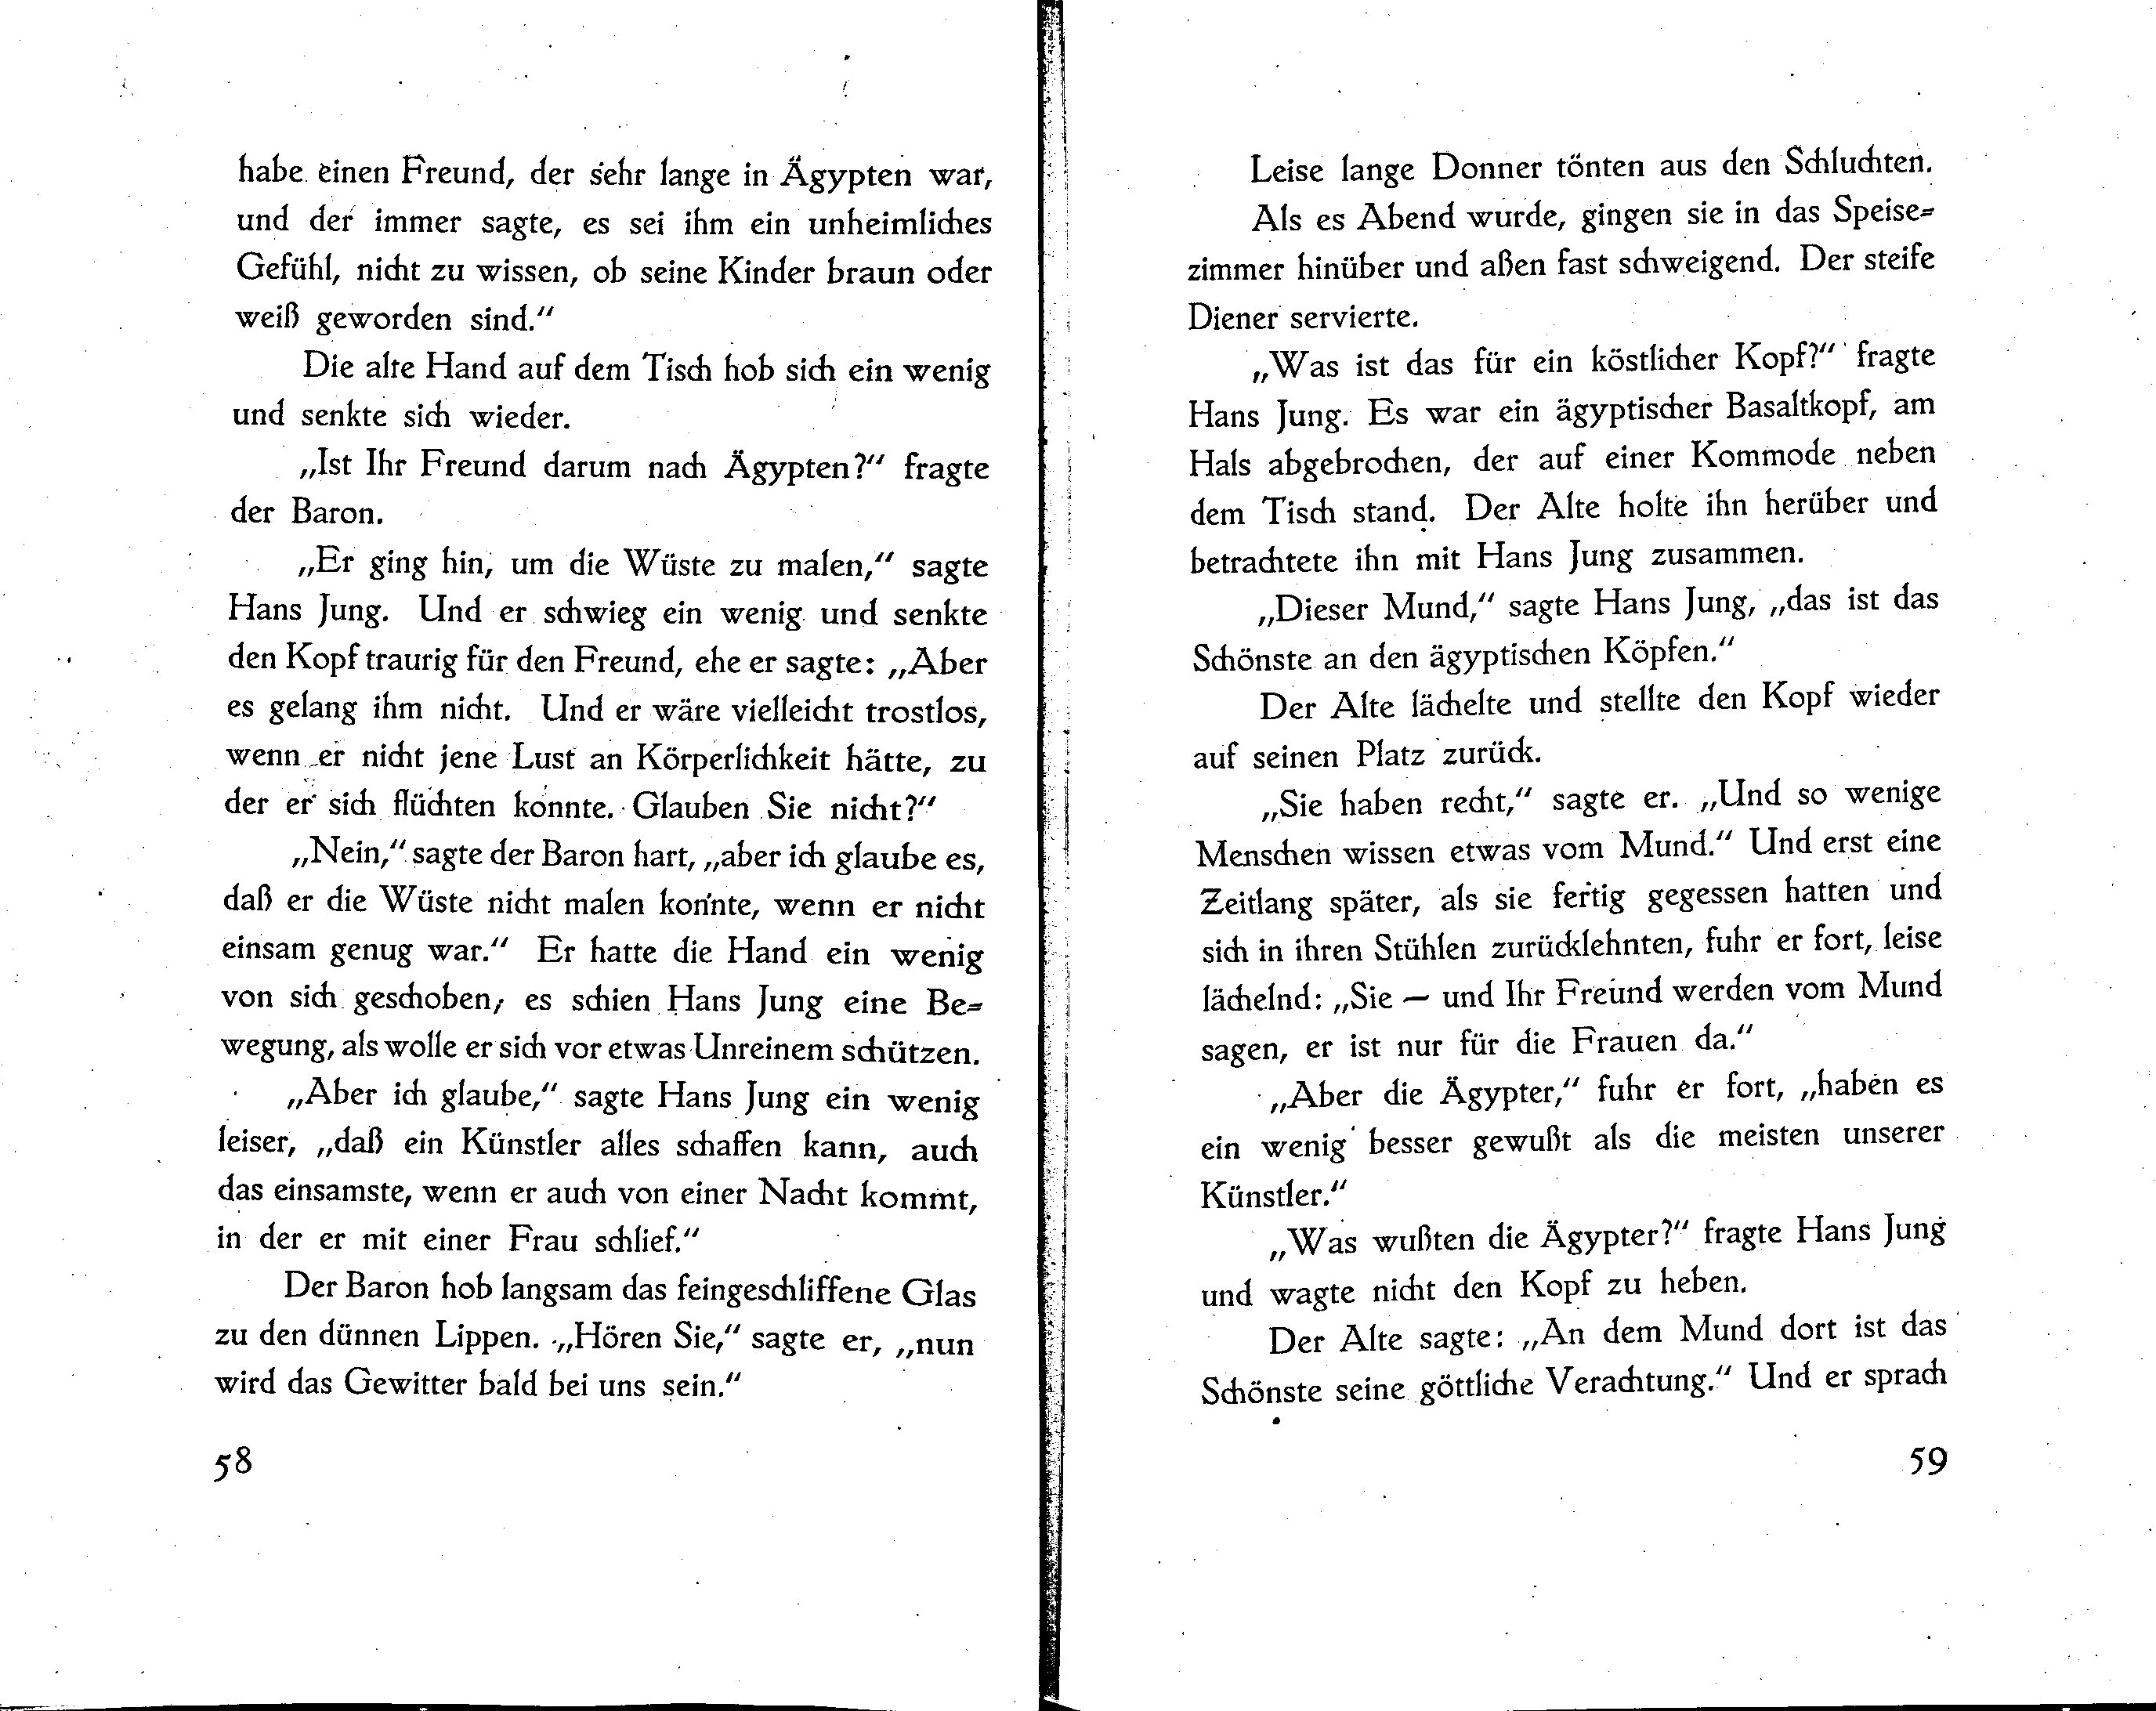 habe einen Freund, der sehr lange in Ägypten war,
und der immer sagte, es sei ihm ein unheimliches
Gefühl, nicht zu wissen, ob seine Kinder braun oder
weiß geworden sind."
Die alte Hand auf dem Tisch hob sich ein wenig
und senkte sich wieder.
„Ist Ihr Freund darum nach Ägypten?" fragte
der Baron.
„Er ging hin, um die Wüste zu malen," sagte
Hans Jung. Und er schwieg ein wenig und senkte
den Kopf traurig für den Freund, ehe er sagte: „Aber
es gelang ihm nicht. Und er wäre vielleicht trostlos,
wenn er nicht jene Lust an Körperlichkeit hätte, zu
der er sich flüchten konnte. Glauben Sie nicht?"
„Nein," sagte der Baron hart, „aber ich glaube es,
daß er die Wüste nicht malen konnte, wenn er nicht
einsam genug war." Er hatte die Hand ein wenig
von sich geschoben, es schien Hans Jung eine Be=
wegung, als wolle er sich vor etwas Unreinem schützen.
„Aber ich glaube," sagte Hans Jung ein wenig
leiser, „daß ein Künstler alles schaffen kann, auch
das einsamste, wenn er auch von einer Nacht kommt,
in der er mit einer Frau schlief."
Der Baron hob langsam das feingeschliffene Glas
zu den dünnen Lippen. „Hören Sie," sagte er, „nun
wird das Gewitter bald bei uns sein."
58
Leise lange Donner tönten aus den Schluchten.
Als es Abend wurde, gingen sie in das Speise=
zimmer hinüber und aßen fast schweigend. Der steife
Diener servierte.
„Was ist das für ein köstlicher Kopf?" fragte
Hans Jung. Es war ein ägyptischer Basaltkopf, am
Hals abgebrochen, der auf einer Kommode neben
dem Tisch stand. Der Alte holte ihn herüber und
betrachtete ihn mit Hans Jung zusammen.
„Dieser Mund," sagte Hans Jung, „das ist das
Schönste an den ägyptischen Köpfen."
Der Alte lächelte und stellte den Kopf wieder
auf seinen Platz zurück.
„Sie haben recht," sagte er. „Und so wenige
Menschen wissen etwas vom Mund." Und erst eine
Zeitlang später, als sie fertig gegessen hatten und
sich in ihren Stühlen zurücklehnten, fuhr er fort, leise
lächelnd: „Sie — und Ihr Freund werden vom Mund
sagen, er ist nur für die Frauen da."
„Aber die Ägypter," fuhr er fort, „haben es
ein wenig besser gewußt als die meisten unserer
Künstler."
„Was wußten die Ägypter?" fragte Hans Jung
und wagte nicht den Kopf zu heben.
Der Alte sagte: „An dem Mund dort ist das
Schönste seine göttliche Verachtung." Und er sprach
59